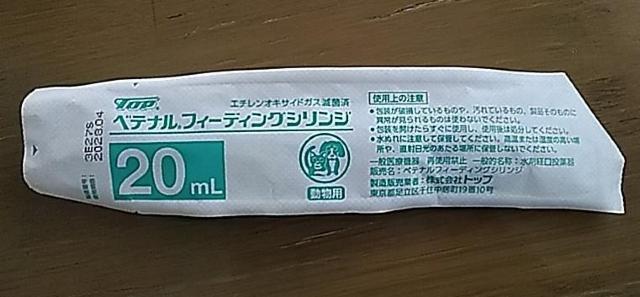 TOP®
エチレンオキサイドガス滅菌済
ベテナル®フィーディングシリンジ
20 mL
動物用
3E27S
2028.04
使用上の注意
●包装が破損しているものや、汚れているもの、製品そのものに
異常が見られるものは使わないでください。
●包装を開けたらすぐに使用し、使用後は処分してください。
●水ぬれに注意して保管してください。高温または湿度の高い場
所や、直射日光のあたる場所に保管しないでください。
一般医療機器 再使用禁止 一般的名称:
販売名:ベテナルフィーディングシリンジ
製造販売業者:株式会社トップ
東京都足立区千住中居町19番10号